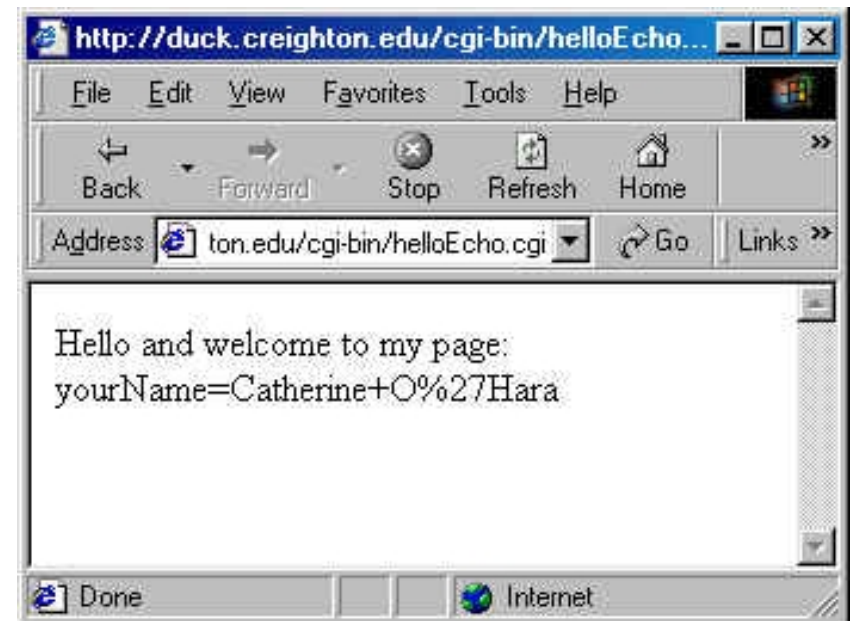 http://duck.creighton.edu/cgi-bin/helloEcho...
File Edit View Favorites Tools Help
Back Forward Stop Refresh Home »
Address ton.edu/cgi-bin/helloEcho.cgi Go Links »
Hello and welcome to my page:
yourName=Catherine+O%27Hara
Done Internet